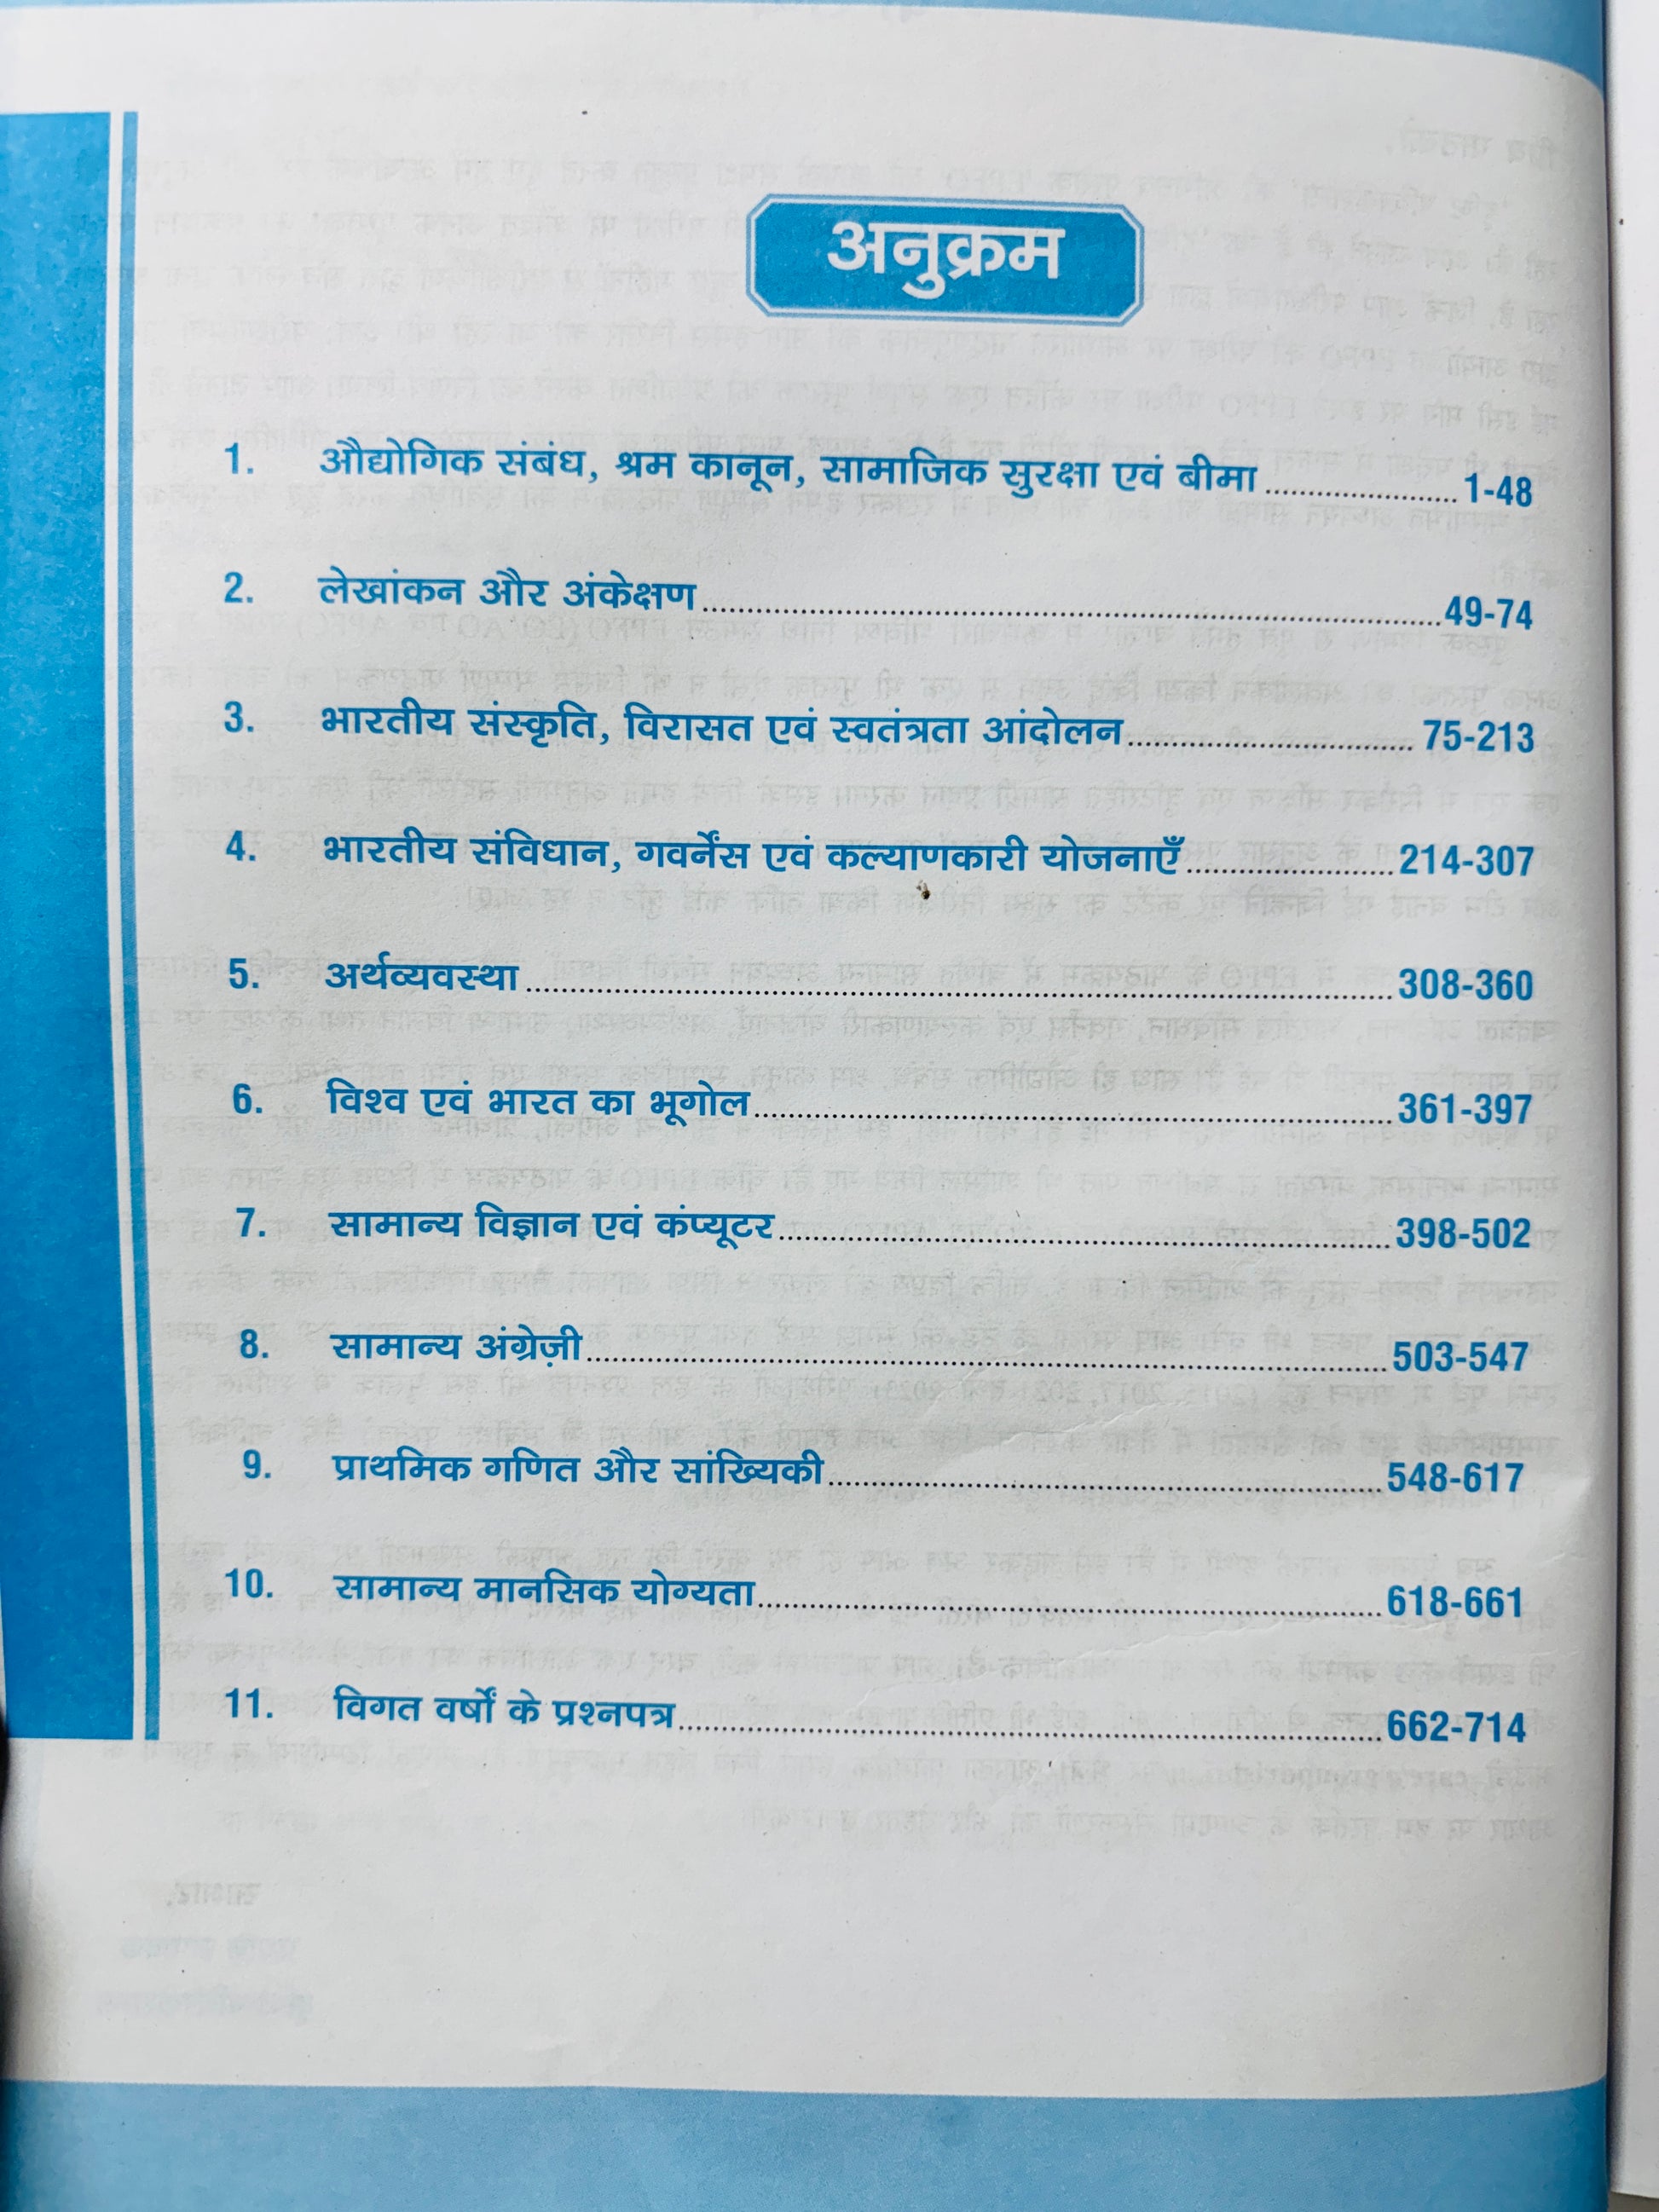 अनुक्रम
1. औद्योगिक संबंध, श्रम कानून, सामाजिक सुरक्षा एवं बीमा ........................ 1-48
2. लेखांकन और अंकेक्षण ........................ 49-74
3. भारतीय संस्कृति, विरासत एवं स्वतंत्रता आंदोलन ........................ 75-213
4. भारतीय संविधान, गवर्नेंस एवं कल्याणकारी योजनाएँ ........................ 214-307
5. अर्थव्यवस्था ........................ 308-360
6. विश्व एवं भारत का भूगोल ........................ 361-397
7. सामान्य विज्ञान एवं कंप्यूटर ........................ 398-502
8. सामान्य अंग्रेज़ी ........................ 503-547
9. प्राथमिक गणित और सांख्यिकी ........................ 548-617
10. सामान्य मानसिक योग्यता ........................ 618-661
11. विगत वर्षों के प्रश्नपत्र ........................ 662-714